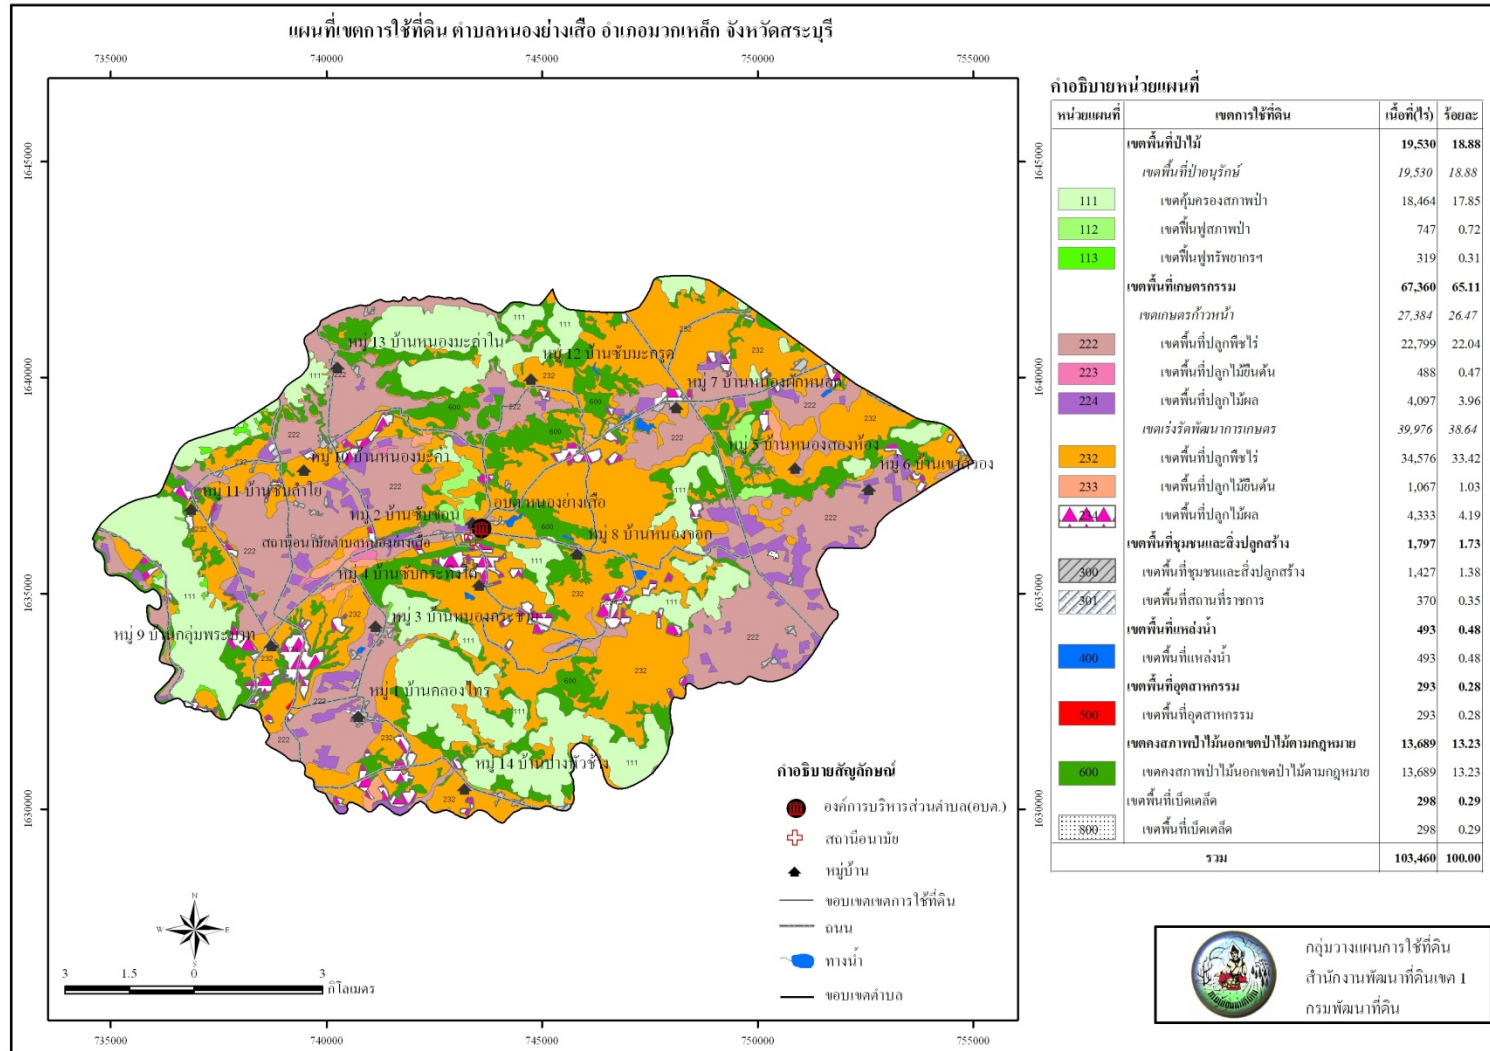 แผนที่เขตการใช้ที่ดิน ตำบลหนองย่างเสือ อำเภอมวกเหล็ก จังหวัดสระบุรี
735000 740000 745000 750000 755000
1645000 1645000
1640000 1640000
1635000 1635000
1630000 1630000
735000 740000 745000 750000 755000
หมู่ 13 บ้านหนองมะค่าใน
หมู่ 12 บ้านซับมะกรูด
หมู่ 7 บ้านหนองผักหนอก
หมู่ 5 บ้านหนองสองห้อง
หมู่ 6 บ้านเขาสำรอง
หมู่ 10 บ้านหนองมะค่า
หมู่ 11 บ้านซับลำใย
อบต.หนองย่างเสือ
หมู่ 2 บ้านซับขอน
หมู่ 8 บ้านหนองจอก
สถานีอนามัยตำบลหนองย่างเสือ
หมู่ 4 บ้านซับกระทิงใต้
หมู่ 3 บ้านหนองกระชาย
หมู่ 9 บ้านกลุ่มพระบาท
หมู่ 1 บ้านคลองไทร
หมู่ 14 บ้านปางหัวช้าง
คำอธิบายสัญลักษณ์
องค์การบริหารส่วนตำบล(อบต.)
สถานีอนามัย
หมู่บ้าน
ขอบเขตเขตการใช้ที่ดิน
ถนน
ทางน้ำ
ขอบเขตตำบล
N
W E
S
3 1.5 0 3
กิโลเมตร
คำอธิบายหน่วยแผนที่
หน่วยแผนที่ เขตการใช้ที่ดิน เนื้อที่(ไร่) ร้อยละ
เขตพื้นที่ป่าไม้ 19,530 18.88
เขตพื้นที่ป่าอนุรักษ์ 19,530 18.88
111 เขตคุ้มครองสภาพป่า 18,464 17.85
112 เขตฟื้นฟูสภาพป่า 747 0.72
113 เขตฟื้นฟูทรัพยากรฯ 319 0.31
เขตพื้นที่เกษตรกรรม 67,360 65.11
เขตเกษตรก้าวหน้า 27,384 26.47
222 เขตพื้นที่ปลูกพืชไร่ 22,799 22.04
223 เขตพื้นที่ปลูกไม้ยืนต้น 488 0.47
224 เขตพื้นที่ปลูกไม้ผล 4,097 3.96
เขตเร่งรัดพัฒนาการเกษตร 39,976 38.64
232 เขตพื้นที่ปลูกพืชไร่ 34,576 33.42
233 เขตพื้นที่ปลูกไม้ยืนต้น 1,067 1.03
234 เขตพื้นที่ปลูกไม้ผล 4,333 4.19
เขตพื้นที่ชุมชนและสิ่งปลูกสร้าง 1,797 1.73
300 เขตพื้นที่ชุมชนและสิ่งปลูกสร้าง 1,427 1.38
301 เขตพื้นที่สถานที่ราชการ 370 0.35
เขตพื้นที่แหล่งน้ำ 493 0.48
400 เขตพื้นที่แหล่งน้ำ 493 0.48
เขตพื้นที่อุตสาหกรรม 293 0.28
500 เขตพื้นที่อุตสาหกรรม 293 0.28
เขตคงสภาพป่าไม้นอกเขตป่าไม้ตามกฎหมาย 13,689 13.23
600 เขตคงสภาพป่าไม้นอกเขตป่าไม้ตามกฎหมาย 13,689 13.23
เขตพื้นที่เบ็ดเตล็ด 298 0.29
800 เขตพื้นที่เบ็ดเตล็ด 298 0.29
รวม 103,460 100.00
กลุ่มวางแผนการใช้ที่ดิน
สำนักงานพัฒนาที่ดินเขต 1
กรมพัฒนาที่ดิน